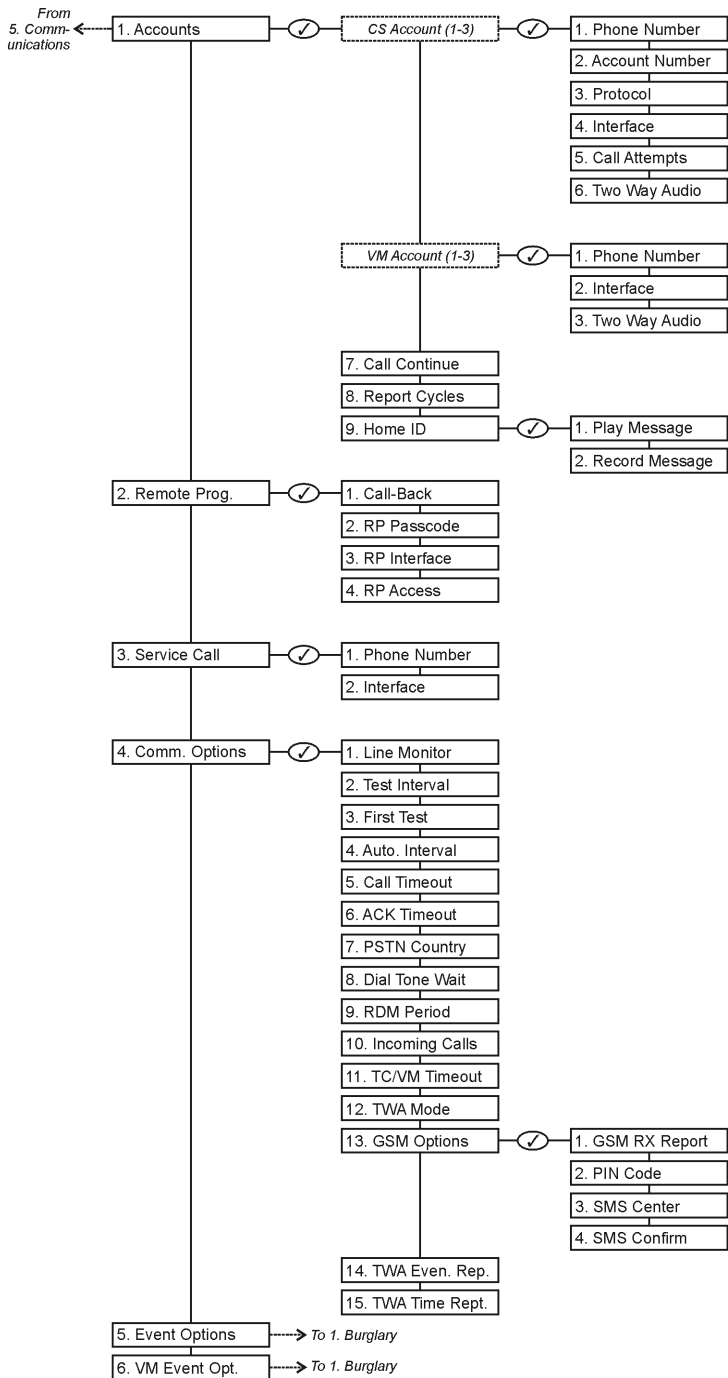 From
5. Comm-
unications
1. Accounts
CS Account (1-3)
1. Phone Number
2. Account Number
3. Protocol
4. Interface
5. Call Attempts
6. Two Way Audio
VM Account (1-3)
1. Phone Number
2. Interface
3. Two Way Audio
7. Call Continue
8. Report Cycles
9. Home ID
1. Play Message
2. Record Message
2. Remote Prog.
1. Call-Back
2. RP Passcode
3. RP Interface
4. RP Access
3. Service Call
1. Phone Number
2. Interface
4. Comm. Options
1. Line Monitor
2. Test Interval
3. First Test
4. Auto. Interval
5. Call Timeout
6. ACK Timeout
7. PSTN Country
8. Dial Tone Wait
9. RDM Period
10. Incoming Calls
11. TC/VM Timeout
12. TWA Mode
13. GSM Options
1. GSM RX Report
2. PIN Code
3. SMS Center
4. SMS Confirm
14. TWA Even. Rep.
15. TWA Time Rept.
5. Event Options
To 1. Burglary
6. VM Event Opt.
To 1. Burglary